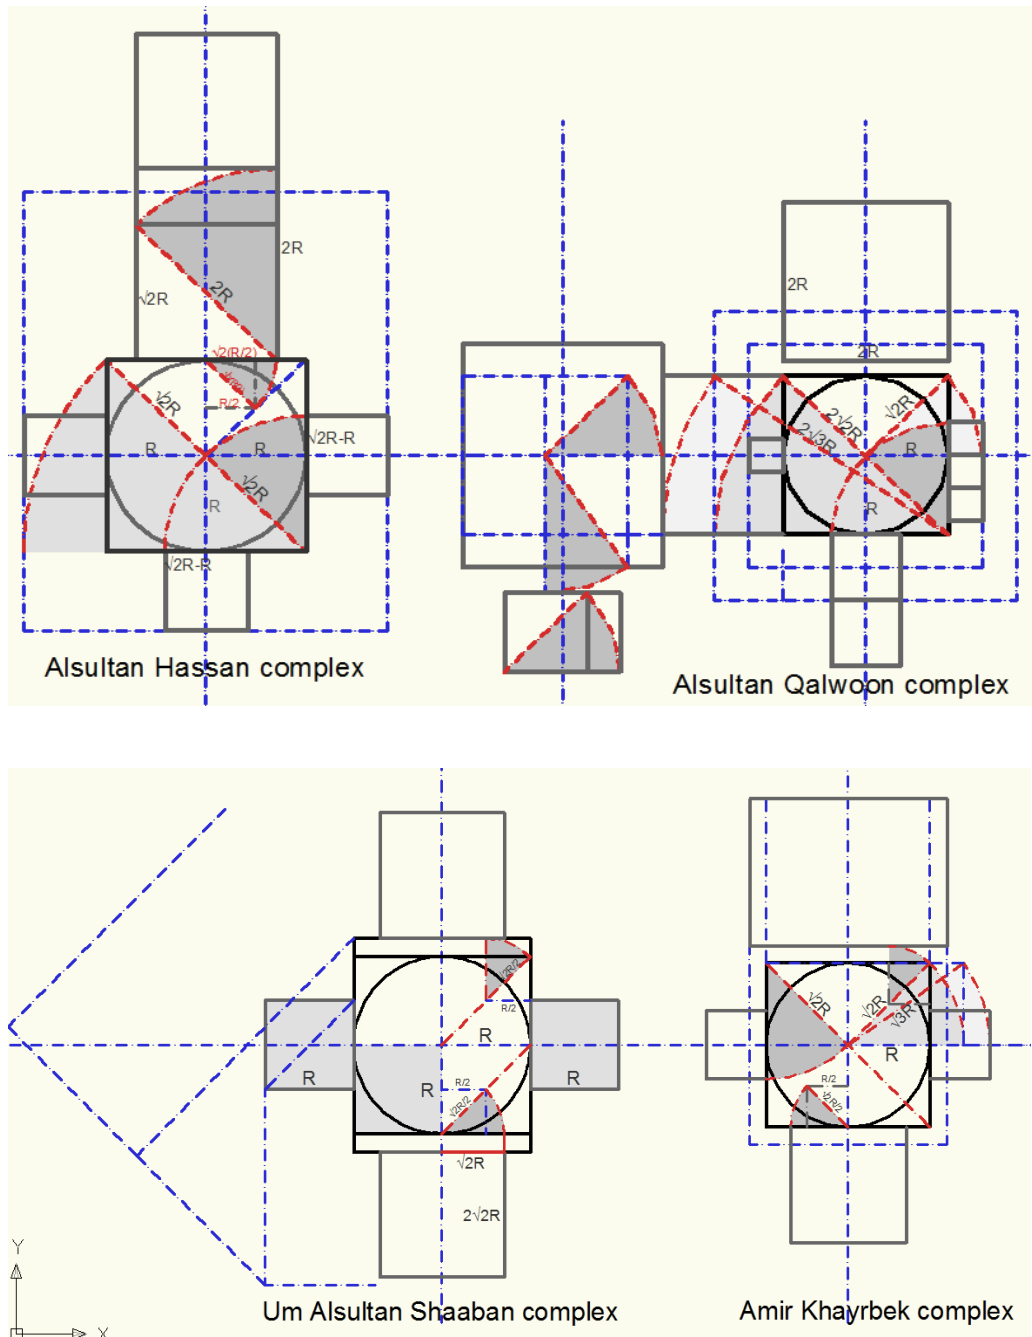 2R
√2R
2R
√2(R/2)
R/2
√2R
R
R
√2R-R
√2R
R
√2R-R
Alsultan Hassan complex
2R
2R
2√2R
√2R
2√3R
R
R
Alsultan Qalwoon complex
√2R/2
R/2
R
R
R
R
R/2
√2R/2
√2R
2√2R
Um Alsultan Shaaban complex
√2R
√2R
√3R
R
R/2
√2R/2
Amir Khayrbek complex
Y
X